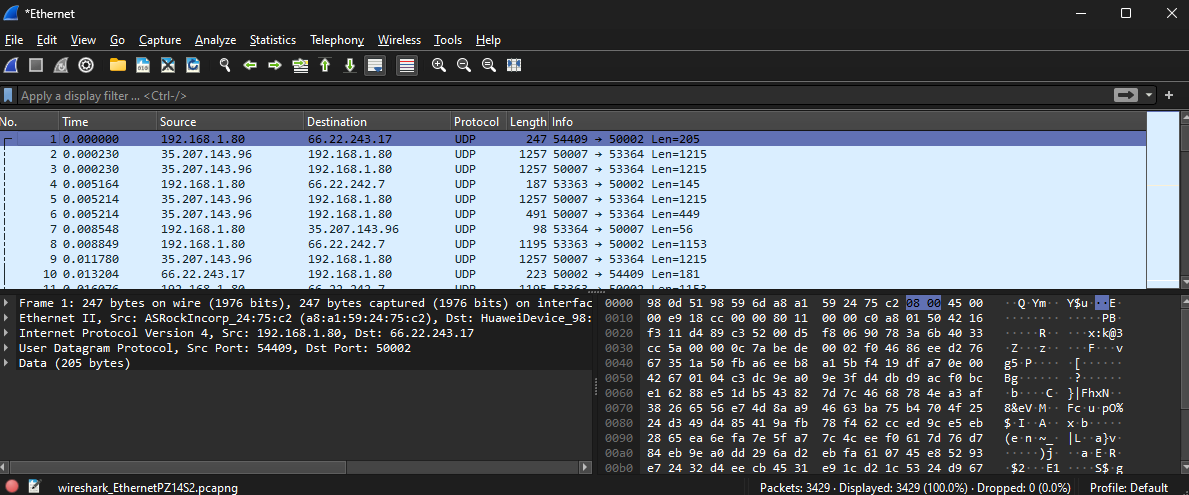 *Ethernet
File Edit View Go Capture Analyze Statistics Telephony Wireless Tools Help
Apply a display filter ... <Ctrl-/>
No. Time Source Destination Protocol Length Info
1 0.000000 192.168.1.80 66.22.243.17 UDP 247 54409 → 50002 Len=205
2 0.000230 35.207.143.96 192.168.1.80 UDP 1257 50007 → 53364 Len=1215
3 0.000230 35.207.143.96 192.168.1.80 UDP 1257 50007 → 53364 Len=1215
4 0.005164 192.168.1.80 66.22.242.7 UDP 187 53363 → 50002 Len=145
5 0.005214 35.207.143.96 192.168.1.80 UDP 1257 50007 → 53364 Len=1215
6 0.005214 35.207.143.96 192.168.1.80 UDP 491 50007 → 53364 Len=449
7 0.008548 192.168.1.80 35.207.143.96 UDP 98 53364 → 50007 Len=56
8 0.008849 192.168.1.80 66.22.242.7 UDP 1195 53363 → 50002 Len=1153
9 0.011780 35.207.143.96 192.168.1.80 UDP 1257 50007 → 53364 Len=1215
10 0.013204 66.22.243.17 192.168.1.80 UDP 223 50002 → 54409 Len=181
Frame 1: 247 bytes on wire (1976 bits), 247 bytes captured (1976 bits) on interfac
Ethernet II, Src: ASRockIncorp_24:75:c2 (a8:a1:59:24:75:c2), Dst: HuaweiDevice_98:
Internet Protocol Version 4, Src: 192.168.1.80, Dst: 66.22.243.17
User Datagram Protocol, Src Port: 54409, Dst Port: 50002
Data (205 bytes)
0000 98 0d 51 98 59 6d a8 a1 59 24 75 c2 08 00 45 00
0010 00 e9 18 cc 00 00 80 11 00 00 c0 a8 01 50 42 16
0020 f3 11 d4 89 c3 52 00 d5 f8 06 90 78 3a 6b 40 33
0030 cc 5a 00 00 0c 7a be de 00 02 f0 46 86 ee d2 76
0040 67 35 1a 50 fb a6 ee b8 a1 5b f4 19 df a7 0e 00
0050 42 67 01 04 c3 dc 9e a0 9e 3f d4 db d9 ac f0 bc
0060 e1 62 88 e5 1d b5 43 82 7d 7c 46 68 78 4e a3 af
0070 38 26 65 56 e7 4d 8a a9 46 63 ba 75 b4 70 4f 25
0080 24 d3 49 d4 85 41 9a fb 78 f4 62 cc ed 9c e5 eb
0090 28 65 ea 6e fa 7e 5f a7 7c 4c ee f0 61 7d 76 d7
00a0 84 eb 9e a0 dd 29 6a d2 eb fa 61 07 45 e8 52 93
00b0 e7 24 32 d4 ee cb 45 31 e9 1c d2 1c 53 24 d9 67
wireshark_EthernetPZ14S2.pcapng Packets: 3429 · Displayed: 3429 (100.0%) · Dropped: 0 (0.0%) Profile: Default